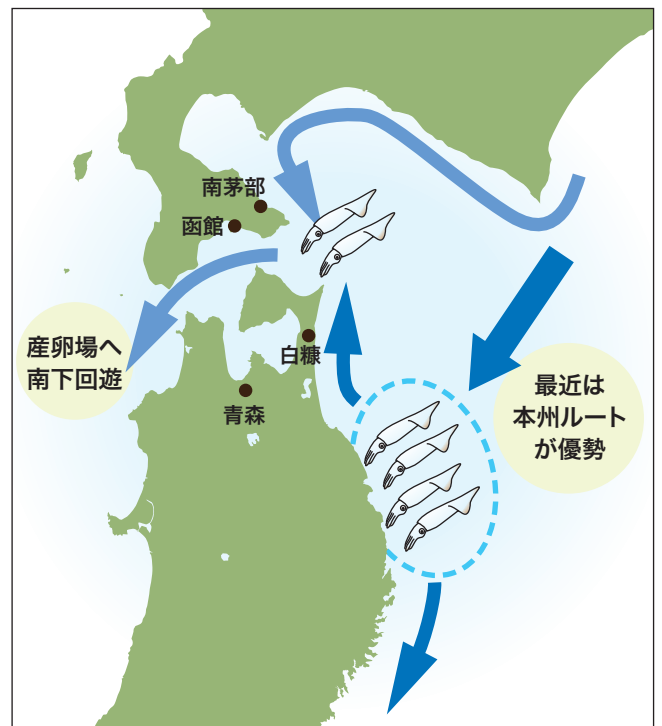 南茅部
函館
産卵場へ
南下回遊
白糠
青森
最近は
本州ルート
が優勢